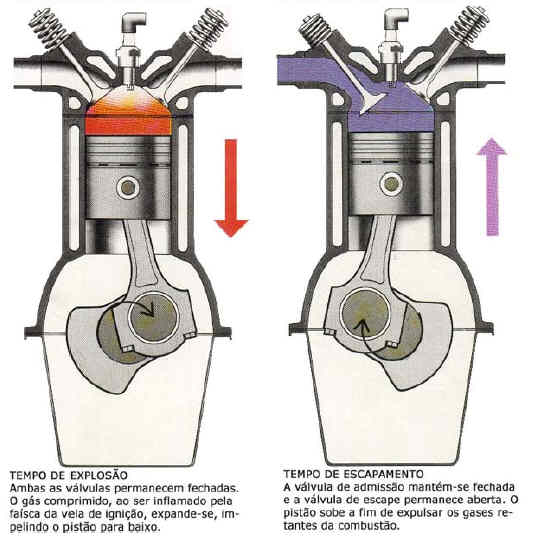 TEMPO DE EXPLOSÃO
Ambas as válvulas permanecem fechadas.
O gás comprimido, ao ser inflamado pela
faísca da vela de ignição, expande-se, im-
pelindo o pistão para baixo.
TEMPO DE ESCAPAMENTO
A válvula de admissão mantém-se fechada
e a válvula de escape permanece aberta. O
pistão sobe a fim de expulsar os gases re-
tantes da combustão.